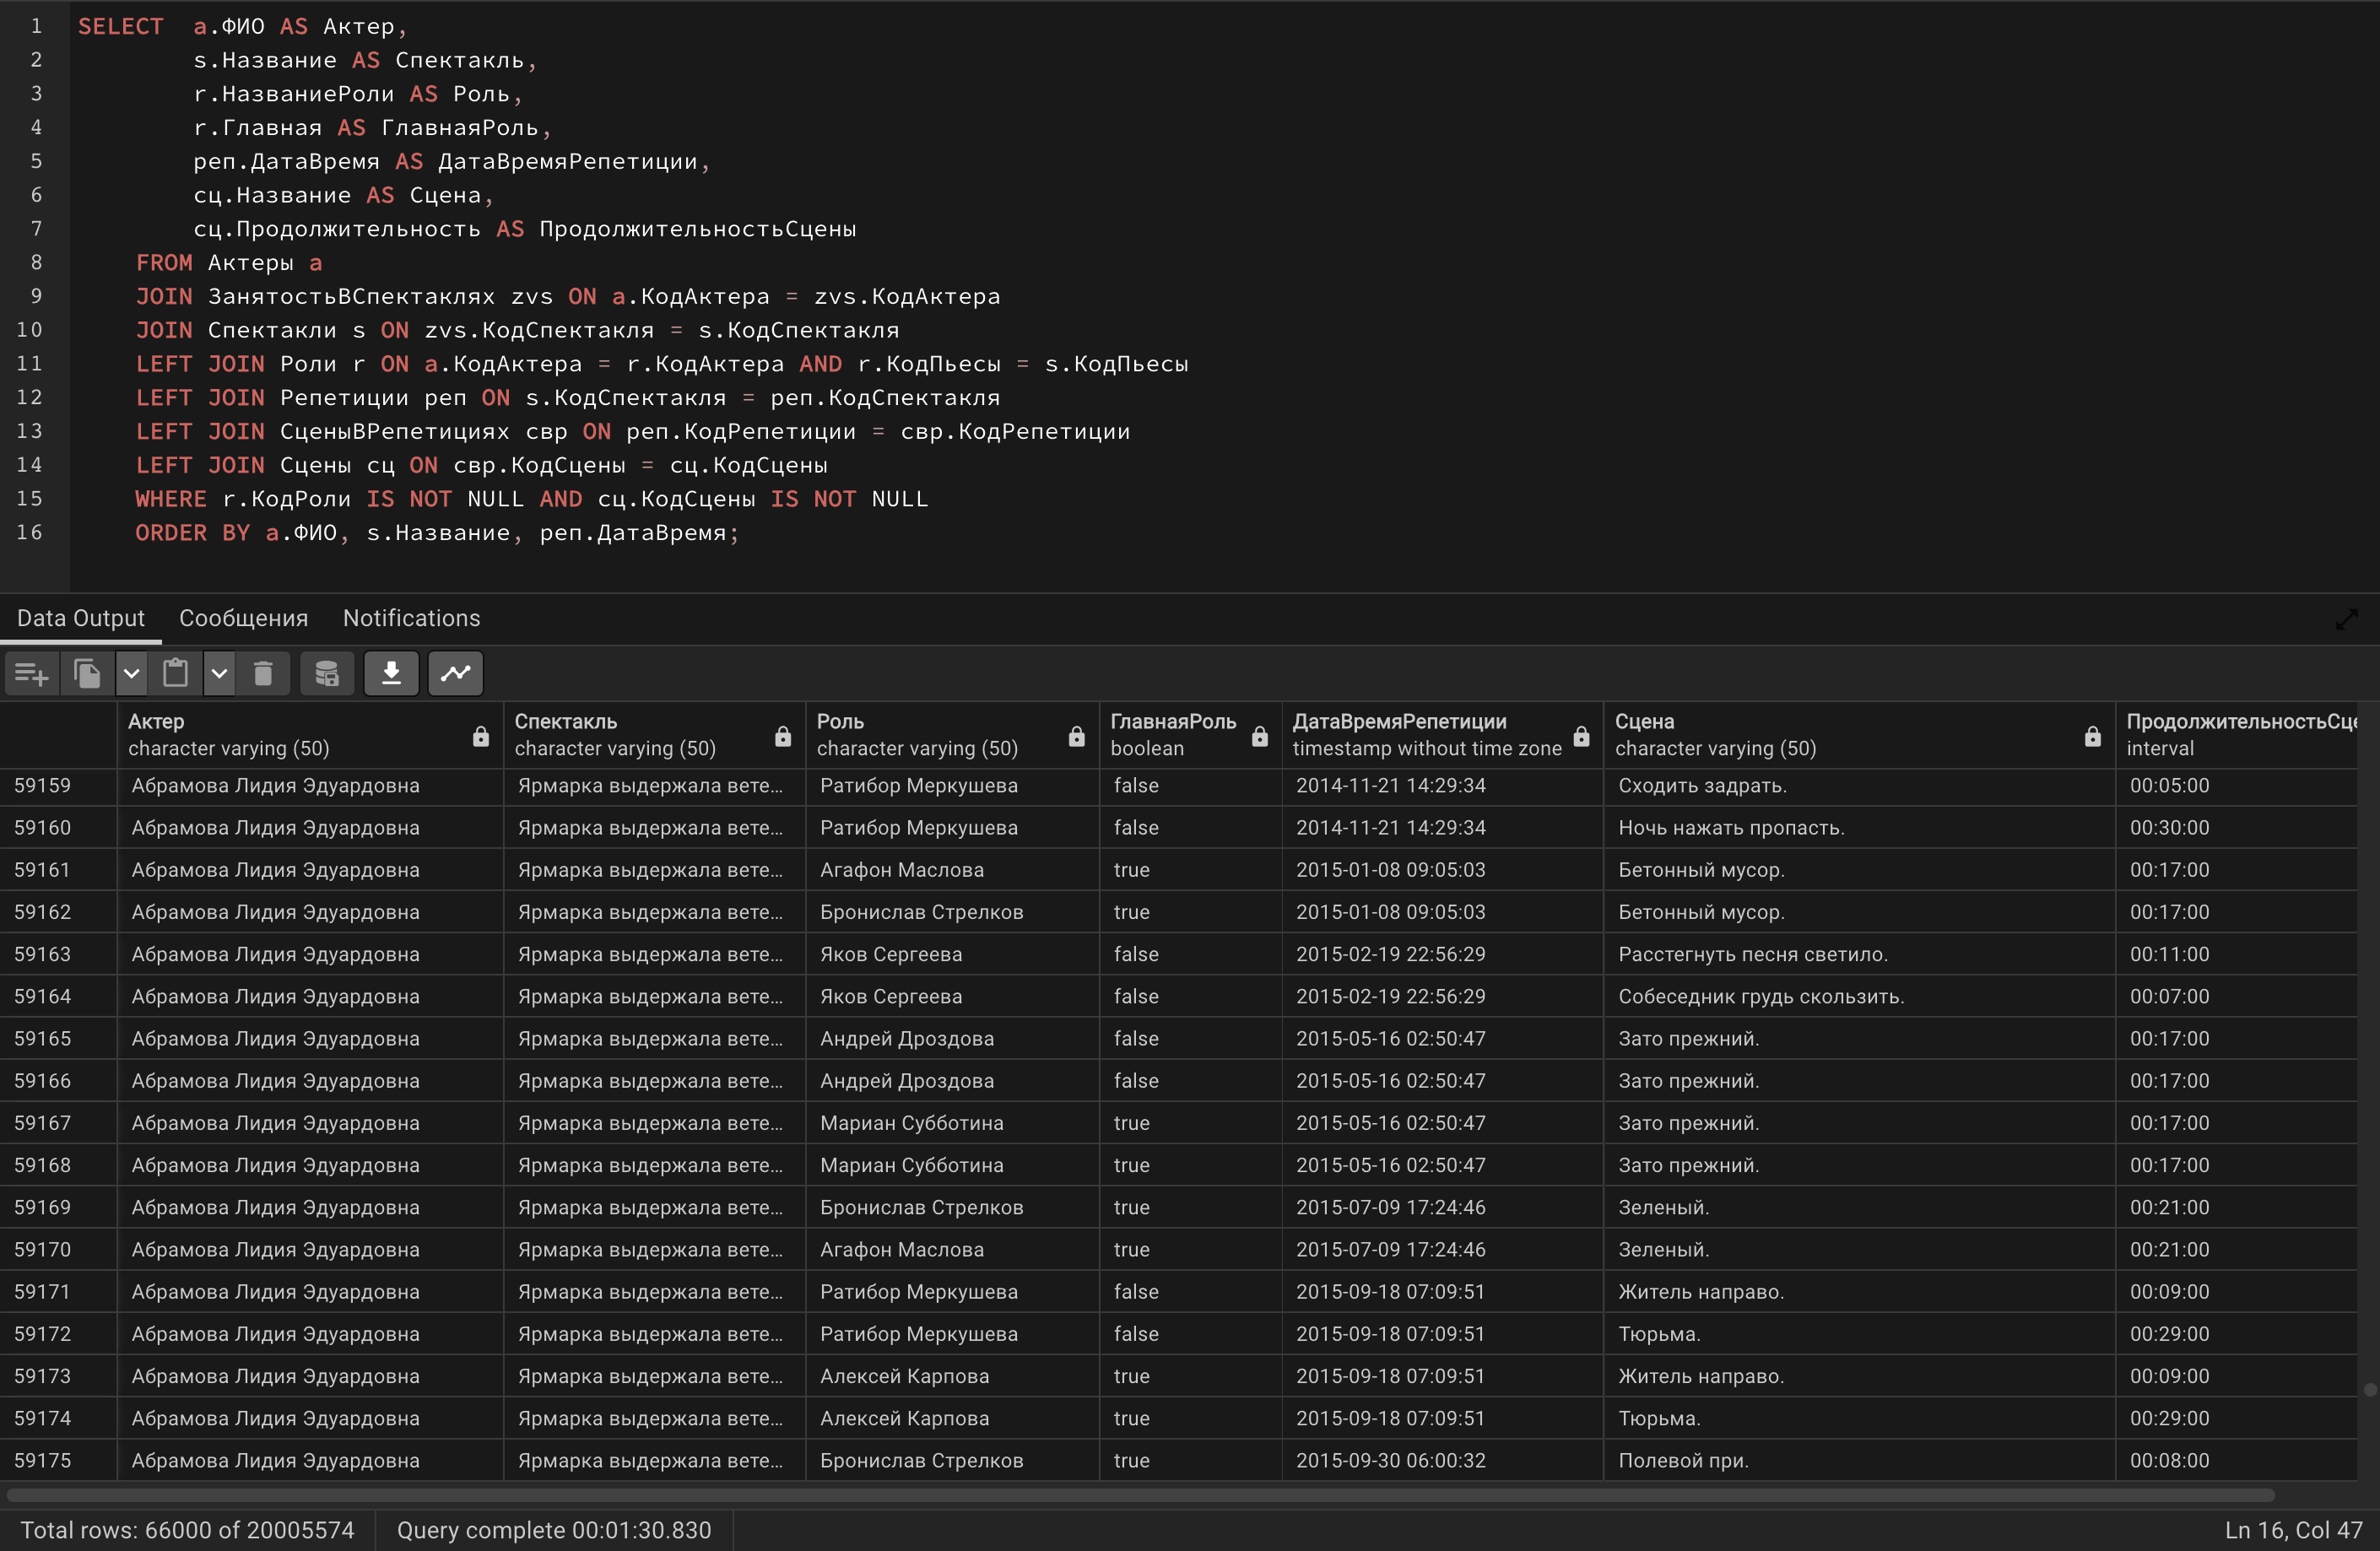 1 SELECT  a.ФИО AS Актер,
2         s.Название AS Спектакль,
3         r.НазваниеРоли AS Роль,
4         r.Главная AS ГлавнаяРоль,
5         реп.ДатаВремя AS ДатаВремяРепетиции,
6         сц.Название AS Сцена,
7         сц.Продолжительность AS ПродолжительностьСцены
8     FROM Актеры a
9     JOIN ЗанятостьВСпектаклях zvs ON a.КодАктера = zvs.КодАктера
10     JOIN Спектакли s ON zvs.КодСпектакля = s.КодСпектакля
11     LEFT JOIN Роли r ON a.КодАктера = r.КодАктера AND r.КодПьесы = s.КодПьесы
12     LEFT JOIN Репетиции реп ON s.КодСпектакля = реп.КодСпектакля
13     LEFT JOIN СценыВРепетициях свр ON реп.КодРепетиции = свр.КодРепетиции
14     LEFT JOIN Сцены сц ON свр.КодСцены = сц.КодСцены
15     WHERE r.КодРоли IS NOT NULL AND сц.КодСцены IS NOT NULL
16     ORDER BY a.ФИО, s.Название, реп.ДатаВремя;
Data Output Сообщения Notifications
Актер Спектакль Роль ГлавнаяРоль ДатаВремяРепетиции Сцена ПродолжительностьСце
character varying (50) character varying (50) character varying (50) boolean timestamp without time zone character varying (50) interval
59159 Абрамова Лидия Эдуардовна Ярмарка выдержала вете... Ратибор Меркушева false 2014-11-21 14:29:34 Сходить задрать. 00:05:00
59160 Абрамова Лидия Эдуардовна Ярмарка выдержала вете... Ратибор Меркушева false 2014-11-21 14:29:34 Ночь нажать пропасть. 00:30:00
59161 Абрамова Лидия Эдуардовна Ярмарка выдержала вете... Агафон Маслова true 2015-01-08 09:05:03 Бетонный мусор. 00:17:00
59162 Абрамова Лидия Эдуардовна Ярмарка выдержала вете... Бронислав Стрелков true 2015-01-08 09:05:03 Бетонный мусор. 00:17:00
59163 Абрамова Лидия Эдуардовна Ярмарка выдержала вете... Яков Сергеева false 2015-02-19 22:56:29 Расстегнуть песня светило. 00:11:00
59164 Абрамова Лидия Эдуардовна Ярмарка выдержала вете... Яков Сергеева false 2015-02-19 22:56:29 Собеседник грудь скользить. 00:07:00
59165 Абрамова Лидия Эдуардовна Ярмарка выдержала вете... Андрей Дроздова false 2015-05-16 02:50:47 Зато прежний. 00:17:00
59166 Абрамова Лидия Эдуардовна Ярмарка выдержала вете... Андрей Дроздова false 2015-05-16 02:50:47 Зато прежний. 00:17:00
59167 Абрамова Лидия Эдуардовна Ярмарка выдержала вете... Мариан Субботина true 2015-05-16 02:50:47 Зато прежний. 00:17:00
59168 Абрамова Лидия Эдуардовна Ярмарка выдержала вете... Мариан Субботина true 2015-05-16 02:50:47 Зато прежний. 00:17:00
59169 Абрамова Лидия Эдуардовна Ярмарка выдержала вете... Бронислав Стрелков true 2015-07-09 17:24:46 Зеленый. 00:21:00
59170 Абрамова Лидия Эдуардовна Ярмарка выдержала вете... Агафон Маслова true 2015-07-09 17:24:46 Зеленый. 00:21:00
59171 Абрамова Лидия Эдуардовна Ярмарка выдержала вете... Ратибор Меркушева false 2015-09-18 07:09:51 Житель направо. 00:09:00
59172 Абрамова Лидия Эдуардовна Ярмарка выдержала вете... Ратибор Меркушева false 2015-09-18 07:09:51 Тюрьма. 00:29:00
59173 Абрамова Лидия Эдуардовна Ярмарка выдержала вете... Алексей Карпова true 2015-09-18 07:09:51 Житель направо. 00:09:00
59174 Абрамова Лидия Эдуардовна Ярмарка выдержала вете... Алексей Карпова true 2015-09-18 07:09:51 Тюрьма. 00:29:00
59175 Абрамова Лидия Эдуардовна Ярмарка выдержала вете... Бронислав Стрелков true 2015-09-30 06:00:32 Полевой при. 00:08:00
Total rows: 66000 of 20005574 Query complete 00:01:30.830 Ln 16, Col 47